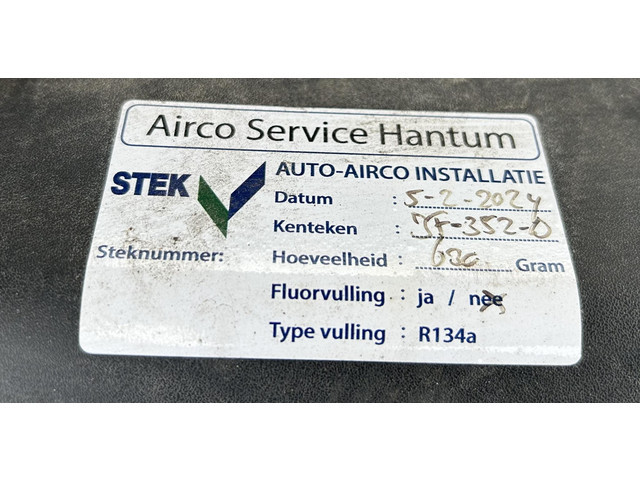 Airco Service Hantum
STEK
AUTO-AIRCO INSTALLATIE
Datum : 5-2-2024
Kenteken :
Steknummer: Hoeveelheid : Gram
Fluorvulling : ja / nee
Type vulling : R134a